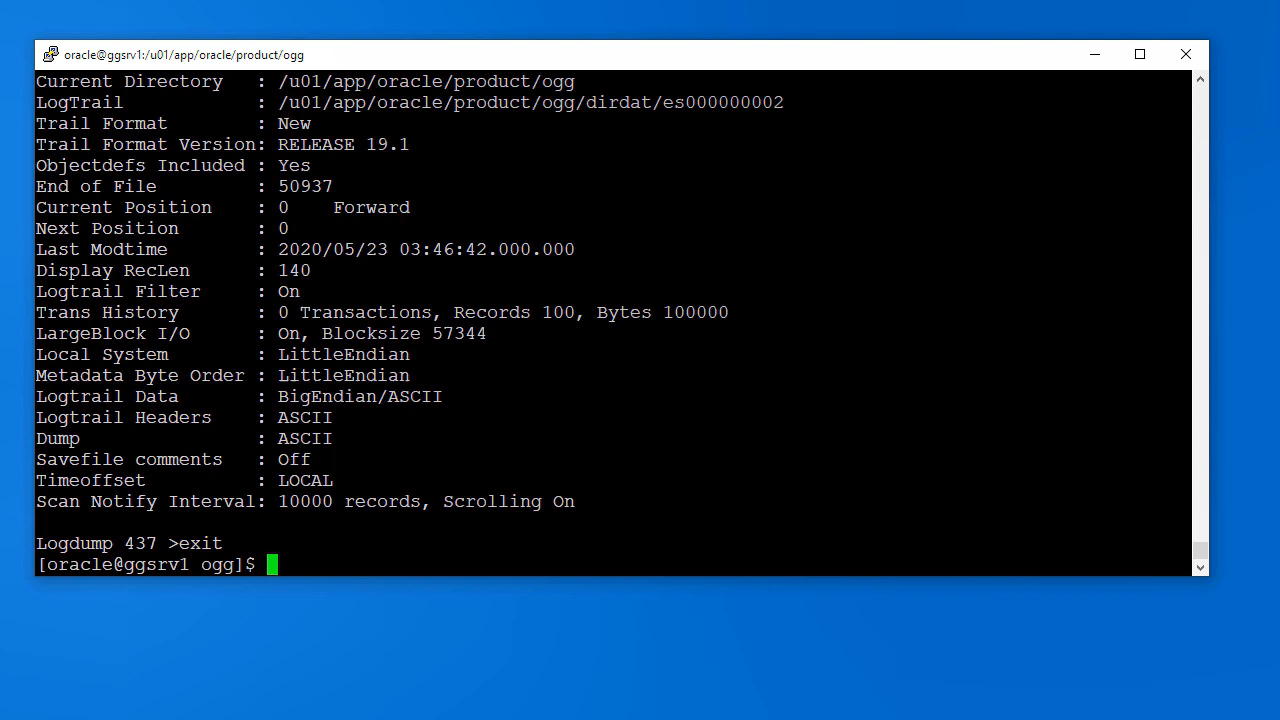 oracle@ggsrv1:/u01/app/oracle/product/ogg
Current Directory   : /u01/app/oracle/product/ogg
LogTrail            : /u01/app/oracle/product/ogg/dirdat/es000000002
Trail Format        : New
Trail Format Version: RELEASE 19.1
Objectdefs Included : Yes
End of File         : 50937
Current Position    : 0    Forward
Next Position       : 0
Last Modtime        : 2020/05/23 03:46:42.000.000
Display RecLen      : 140
Logtrail Filter     : On
Trans History       : 0 Transactions, Records 100, Bytes 100000
LargeBlock I/O      : On, Blocksize 57344
Local System        : LittleEndian
Metadata Byte Order : LittleEndian
Logtrail Data       : BigEndian/ASCII
Logtrail Headers    : ASCII
Dump                : ASCII
Savefile comments   : Off
Timeoffset          : LOCAL
Scan Notify Interval: 10000 records, Scrolling On
Logdump 437 >exit
[oracle@ggsrv1 ogg]$